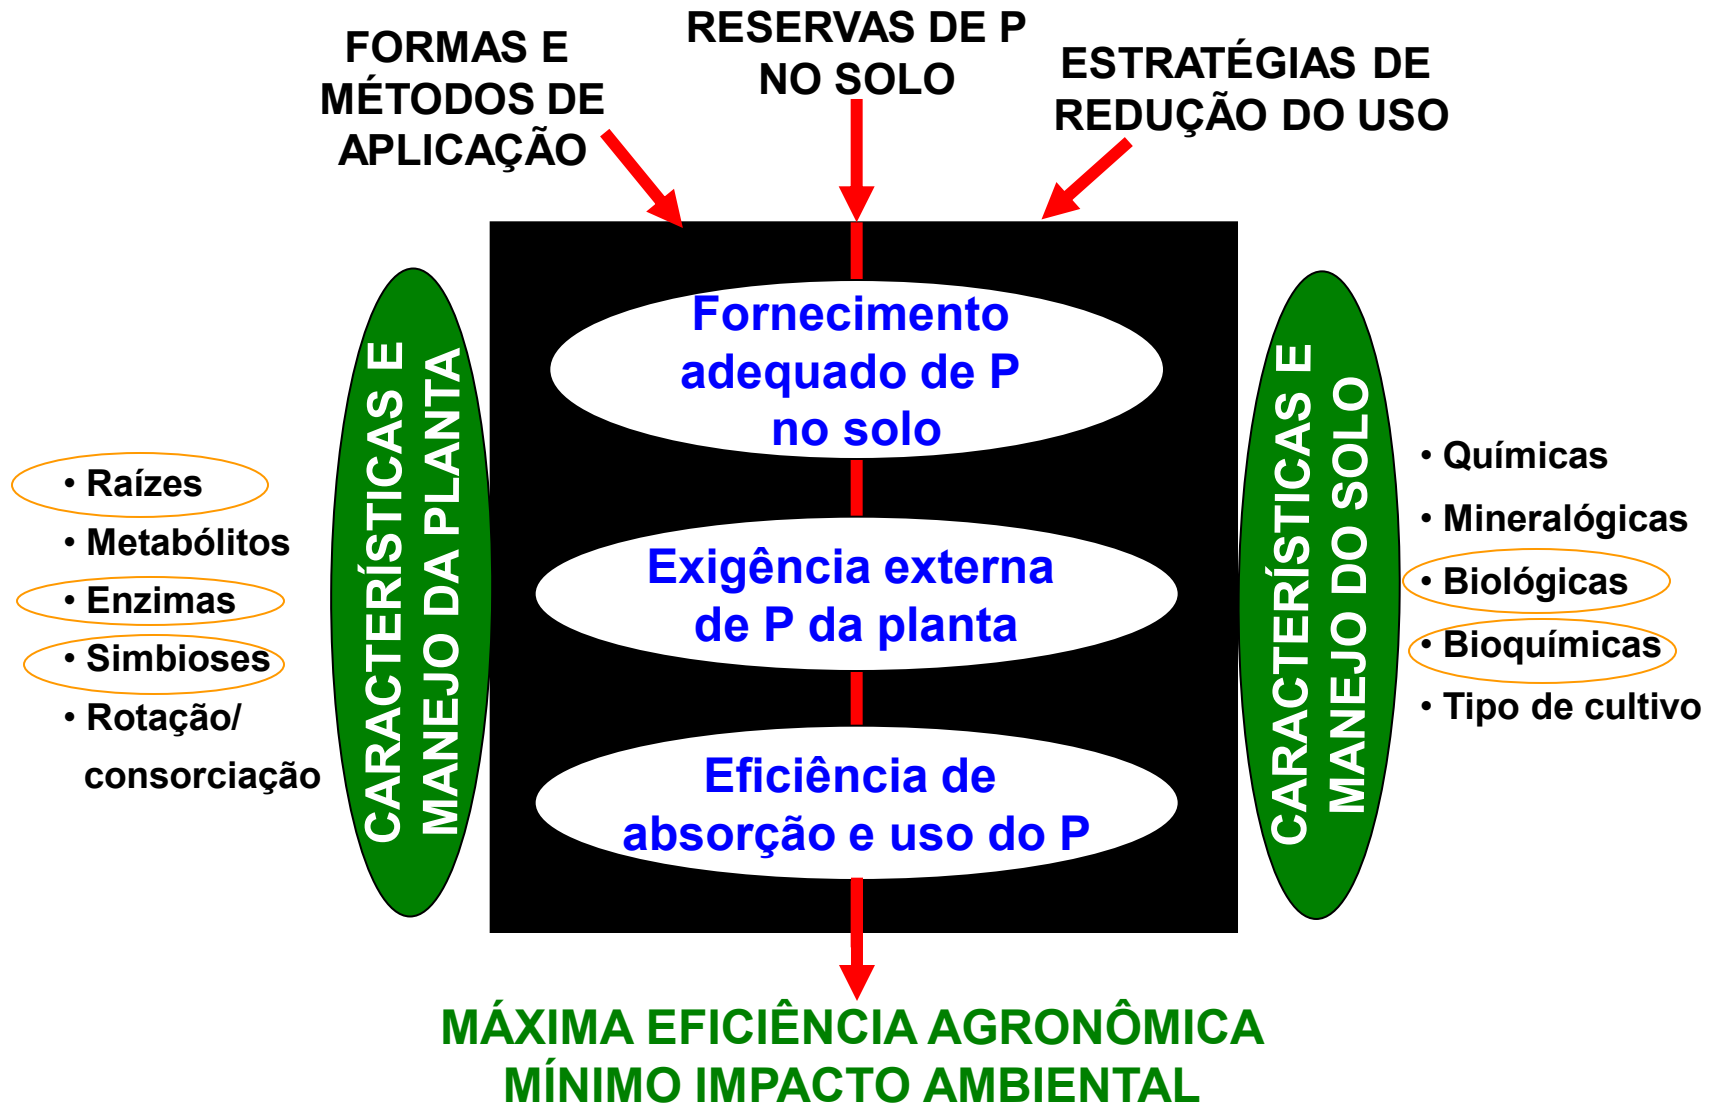 FORMAS E
MÉTODOS DE
APLICAÇÃO
RESERVAS DE P
NO SOLO
ESTRATÉGIAS DE
REDUÇÃO DO USO
CARACTERÍSTICAS E
MANEJO DA PLANTA
• Raízes
• Metabólitos
• Enzimas
• Simbioses
• Rotação/
consorciação
Fornecimento
adequado de P
no solo
Exigência externa
de P da planta
Eficiência de
absorção e uso do P
CARACTERÍSTICAS E
MANEJO DO SOLO
• Químicas
• Mineralógicas
• Biológicas
• Bioquímicas
• Tipo de cultivo
MÁXIMA EFICIÊNCIA AGRONÔMICA
MÍNIMO IMPACTO AMBIENTAL